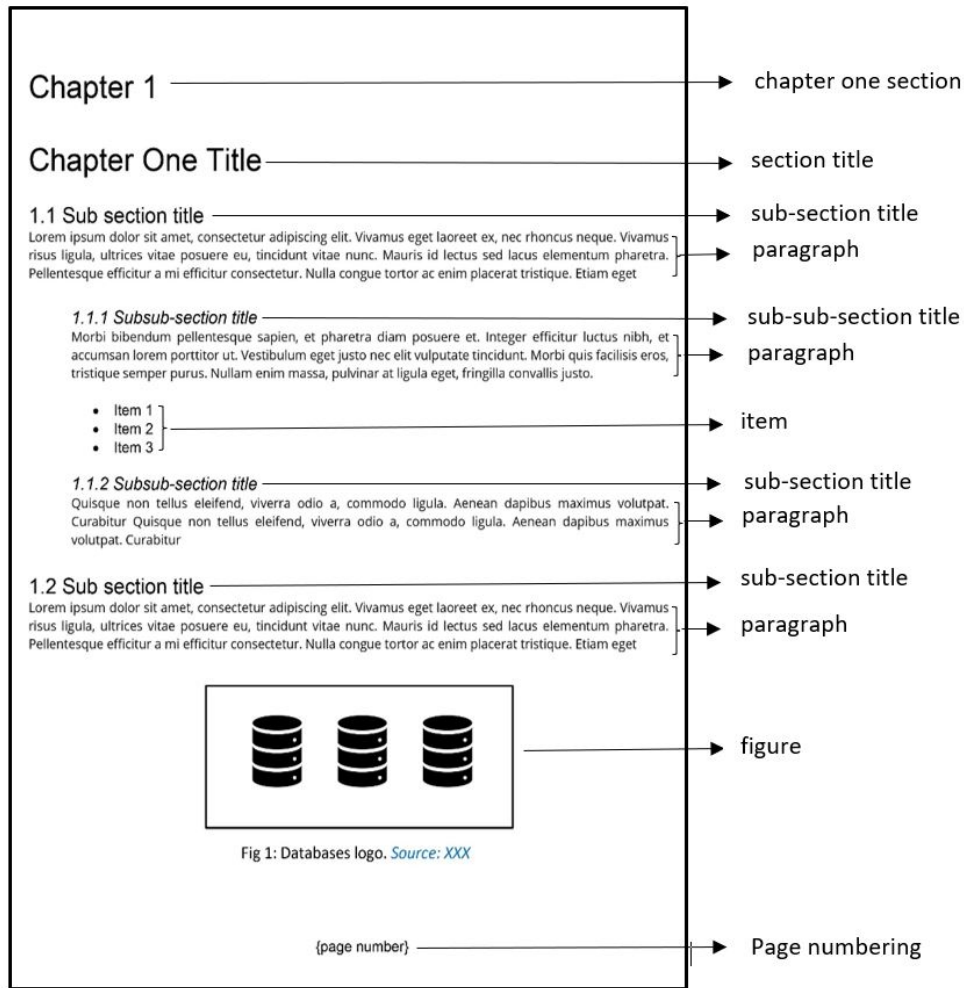 Chapter 1
chapter one section
Chapter One Title
section title
1.1 Sub section title
sub-section title
Lorem ipsum dolor sit amet, consectetur adipiscing elit. Vivamus eget laoreet ex, nec rhoncus neque. Vivamus
risus ligula, ultrices vitae posuere eu, tincidunt vitae nunc. Mauris id lectus sed lacus elementum pharetra.
Pellentesque efficitur a mi efficitur consectetur. Nulla congue tortor ac enim placerat tristique. Etiam eget
paragraph
1.1.1 Subsub-section title
sub-sub-section title
Morbi bibendum pellentesque sapien, et pharetra diam posuere et. Integer efficitur luctus nibh, et
accumsan lorem porttitor ut. Vestibulum eget justo nec elit vulputate tincidunt. Morbi quis facilisis eros,
tristique semper purus. Nullam enim massa, pulvinar at ligula eget, fringilla convallis justo.
paragraph
• Item 1
• Item 2
• Item 3
item
1.1.2 Subsub-section title
sub-section title
Quisque non tellus eleifend, viverra odio a, commodo ligula. Aenean dapibus maximus volutpat.
Curabitur Quisque non tellus eleifend, viverra odio a, commodo ligula. Aenean dapibus maximus
volutpat. Curabitur
paragraph
1.2 Sub section title
sub-section title
Lorem ipsum dolor sit amet, consectetur adipiscing elit. Vivamus eget laoreet ex, nec rhoncus neque. Vivamus
risus ligula, ultrices vitae posuere eu, tincidunt vitae nunc. Mauris id lectus sed lacus elementum pharetra.
Pellentesque efficitur a mi efficitur consectetur. Nulla congue tortor ac enim placerat tristique. Etiam eget
paragraph
figure
Fig 1: Databases logo. Source: XXX
{page number}
Page numbering